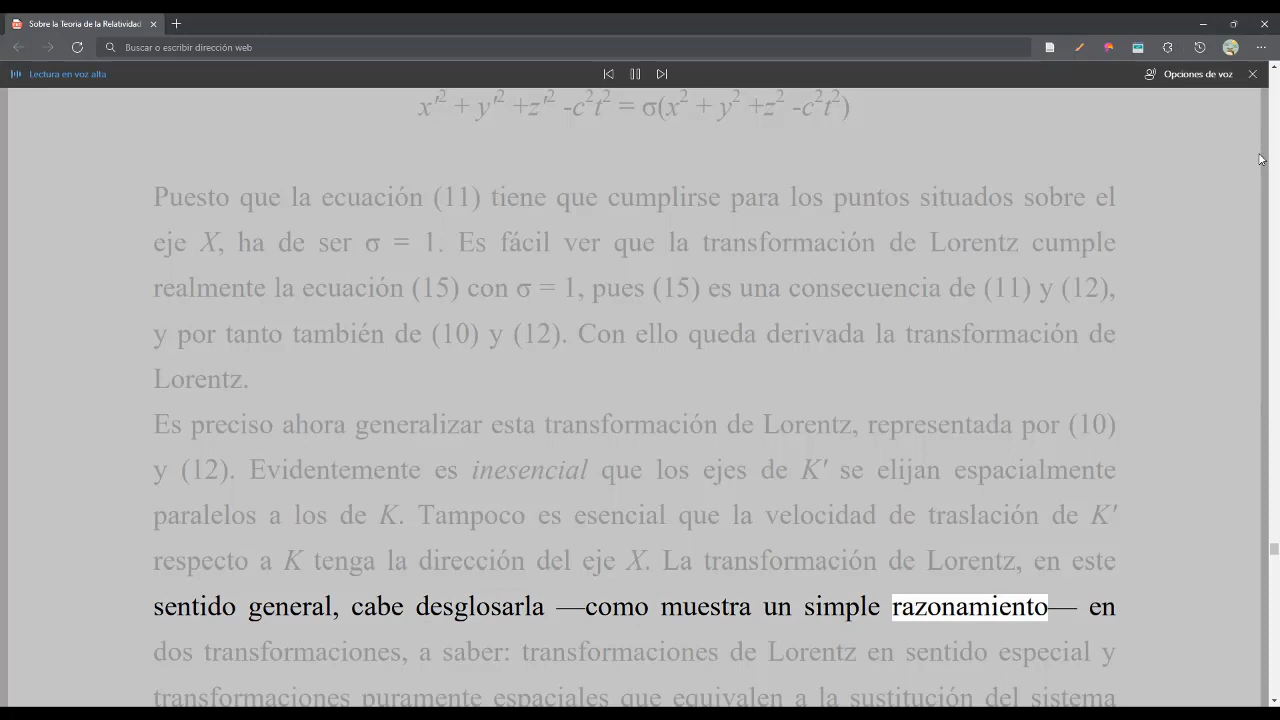 Sobre la Teoria de la Relatividad
Buscar o escribir dirección web
Lectura en voz alta
Opciones de voz
x'² + y'² +z'² -c²t² = σ(x² + y² +z² -c²t²)
Puesto que la ecuación (11) tiene que cumplirse para los puntos situados sobre el
eje X, ha de ser σ = 1. Es fácil ver que la transformación de Lorentz cumple
realmente la ecuación (15) con σ = 1, pues (15) es una consecuencia de (11) y (12),
y por tanto también de (10) y (12). Con ello queda derivada la transformación de
Lorentz.
Es preciso ahora generalizar esta transformación de Lorentz, representada por (10)
y (12). Evidentemente es inesencial que los ejes de K' se elijan espacialmente
paralelos a los de K. Tampoco es esencial que la velocidad de traslación de K'
respecto a K tenga la dirección del eje X. La transformación de Lorentz, en este
sentido general, cabe desglosarla —como muestra un simple razonamiento— en
dos transformaciones, a saber: transformaciones de Lorentz en sentido especial y
transformaciones puramente espaciales que equivalen a la sustitución del sistema